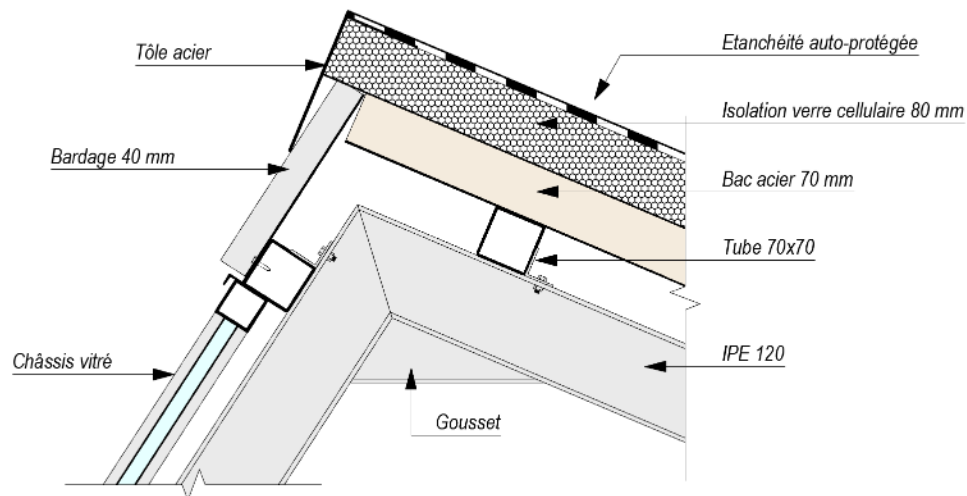 Etanchéité auto-protégée
Tôle acier
Isolation verre cellulaire 80 mm
Bardage 40 mm
Bac acier 70 mm
Tube 70x70
Châssis vitré
IPE 120
Gousset